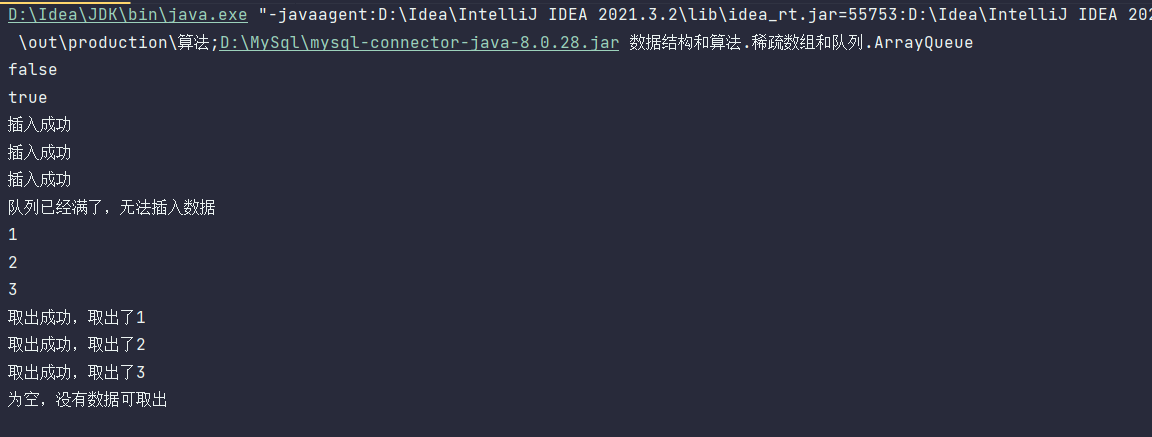 D:\Idea\JDK\bin\java.exe "-javaagent:D:\Idea\IntelliJ IDEA 2021.3.2\lib\idea_rt.jar=55753:D:\Idea\IntelliJ IDEA 202
\out\production\算法;D:\MySql\mysql-connector-java-8.0.28.jar 数据结构和算法.稀疏数组和队列.ArrayQueue
false
true
插入成功
插入成功
插入成功
队列已经满了，无法插入数据
1
2
3
取出成功，取出了1
取出成功，取出了2
取出成功，取出了3
为空，没有数据可取出